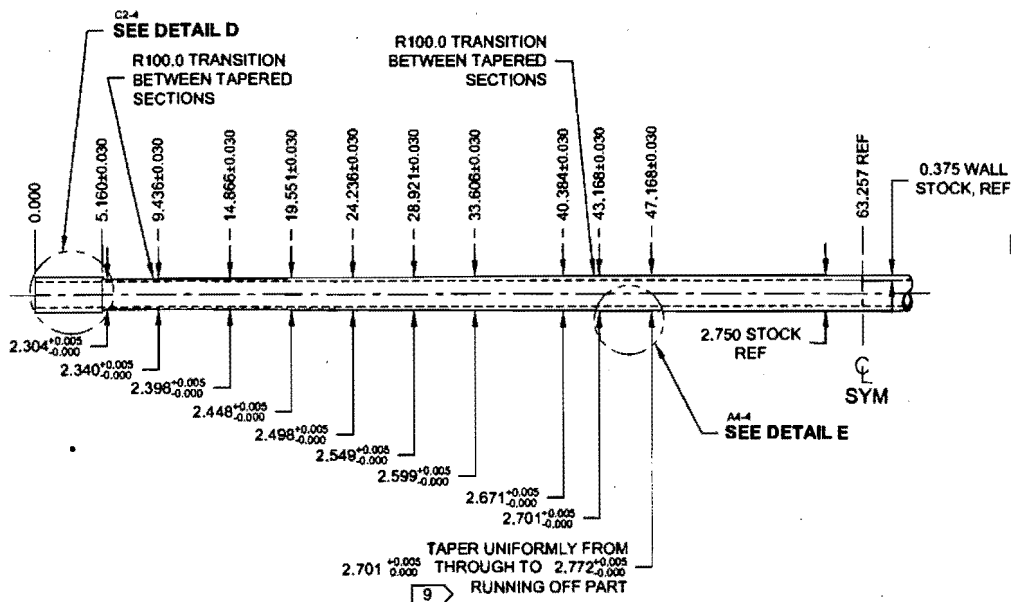 C2-4
SEE DETAIL D
R100.0 TRANSITION
BETWEEN TAPERED
SECTIONS
R100.0 TRANSITION
BETWEEN TAPERED
SECTIONS
0.000
5.160±0.030
9.436±0.030
14.866±0.030
19.551±0.030
24.236±0.030
28.921±0.030
33.606±0.030
40.384±0.030
43.168±0.030
47.168±0.030
63.257 REF
0.375 WALL
STOCK, REF
2.304 +0.005 -0.000
2.340 +0.005 -0.000
2.398 +0.005 -0.000
2.448 +0.005 -0.000
2.498 +0.005 -0.000
2.549 +0.005 -0.000
2.599 +0.005 -0.000
2.671 +0.005 -0.000
2.701 +0.005 -0.000
2.750 STOCK
REF
℄
SYM
A4-4
SEE DETAIL E
TAPER UNIFORMLY FROM
2.701 +0.005 0.000 THROUGH TO 2.772 +0.005 -0.000
RUNNING OFF PART
9